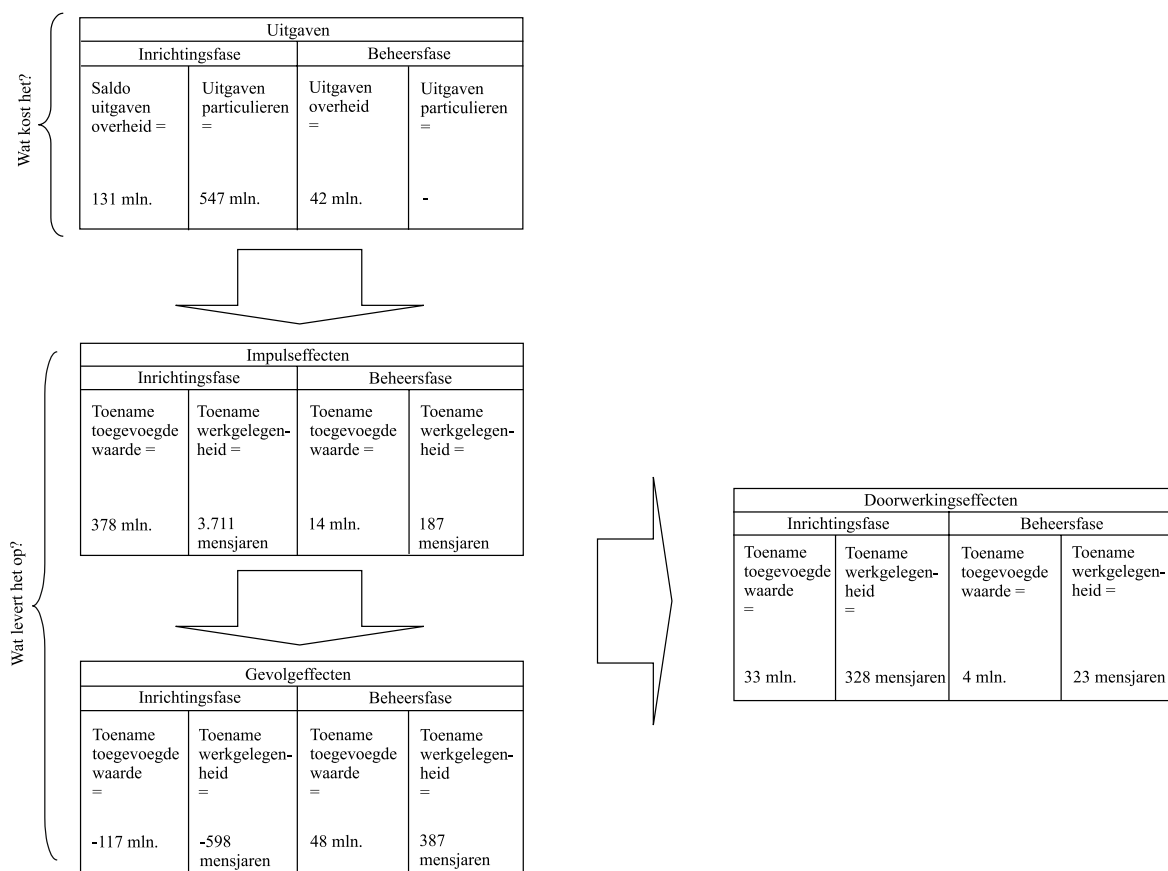 Wat kost het?
Uitgaven
Inrichtingsfase
Beheersfase
Saldo
uitgaven
overheid =
131 mln.
Uitgaven
particulieren
=
547 mln.
Uitgaven
overheid
=
42 mln.
Uitgaven
particulieren
=
-
Wat levert het op?
Impulseffecten
Inrichtingsfase
Beheersfase
Toename
toegevoegde
waarde =
378 mln.
Toename
werkgelegen-
heid =
3.711
mensjaren
Toename
toegevoegde
waarde =
14 mln.
Toename
werkgelegen-
heid =
187
mensjaren
Gevolgeffecten
Inrichtingsfase
Beheersfase
Toename
toegevoegde
waarde
=
-117 mln.
Toename
werkgelegen-
heid
=
-598
mensjaren
Toename
toegevoegde
waarde
=
48 mln.
Toename
werkgelegen-
heid
=
387
mensjaren
Doorwerkingseffecten
Inrichtingsfase
Beheersfase
Toename
toegevoegde
waarde
=
33 mln.
Toename
werkgelegen-
heid
=
328 mensjaren
Toename
toegevoegde
waarde =
4 mln.
Toename
werkgelegen-
heid =
23 mensjaren